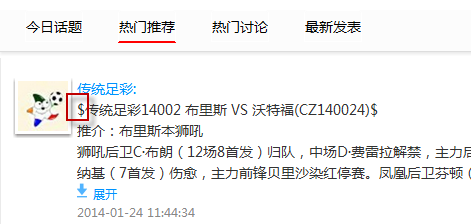 今日话题 热门推荐 热门讨论 最新发表
传统足彩:
$传统足彩14002 布里斯 VS 沃特福(CZ140024)$
推介：布里斯本狮吼
狮吼后卫C·布朗（12场8首发）归队，中场D·费雷拉解禁，主力后
纳基（7首发）伤愈，主力前锋贝里沙染红停赛。凤凰后卫芬顿（
展开
2014-01-24 11:44:34